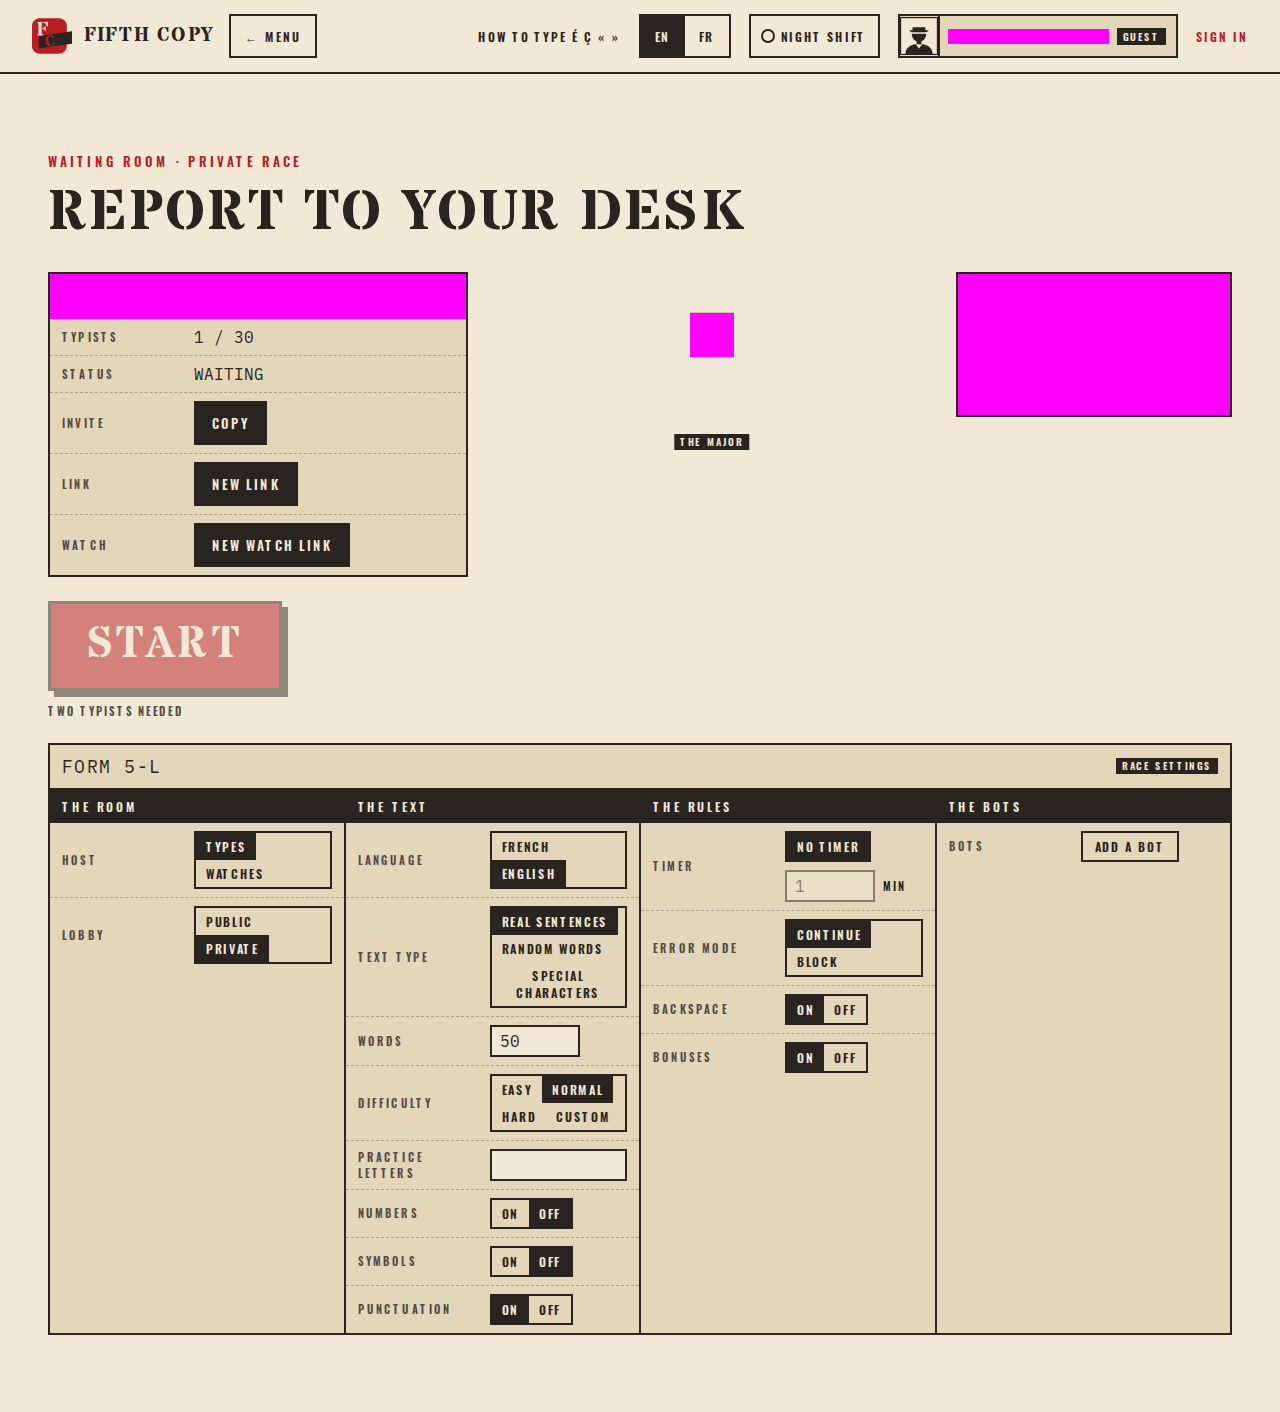 FIFTH COPY
← MENU
HOW TO TYPE É Ç « »
EN
FR
NIGHT SHIFT
GUEST
SIGN IN
WAITING ROOM · PRIVATE RACE
REPORT TO YOUR DESK
TYPISTS
1 / 30
STATUS
WAITING
INVITE
COPY
LINK
NEW LINK
WATCH
NEW WATCH LINK
THE MAJOR
START
TWO TYPISTS NEEDED
FORM 5-L
RACE SETTINGS
THE ROOM
HOST
TYPES
WATCHES
LOBBY
PUBLIC
PRIVATE
THE TEXT
LANGUAGE
FRENCH
ENGLISH
TEXT TYPE
REAL SENTENCES
RANDOM WORDS
SPECIAL
CHARACTERS
WORDS
50
DIFFICULTY
EASY
NORMAL
HARD
CUSTOM
PRACTICE
LETTERS
NUMBERS
ON
OFF
SYMBOLS
ON
OFF
PUNCTUATION
ON
OFF
THE RULES
TIMER
NO TIMER
1
MIN
ERROR MODE
CONTINUE
BLOCK
BACKSPACE
ON
OFF
BONUSES
ON
OFF
THE BOTS
BOTS
ADD A BOT